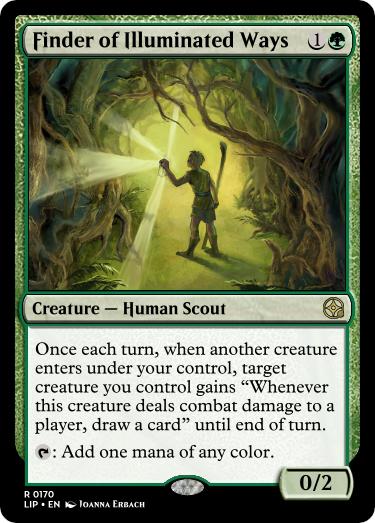 Finder of Illuminated Ways 1
Creature — Human Scout
Once each turn, when another creature
enters under your control, target
creature you control gains “Whenever
this creature deals combat damage to a
player, draw a card” until end of turn.
: Add one mana of any color.
0/2
R 0170
LIP • EN Joanna Erbach